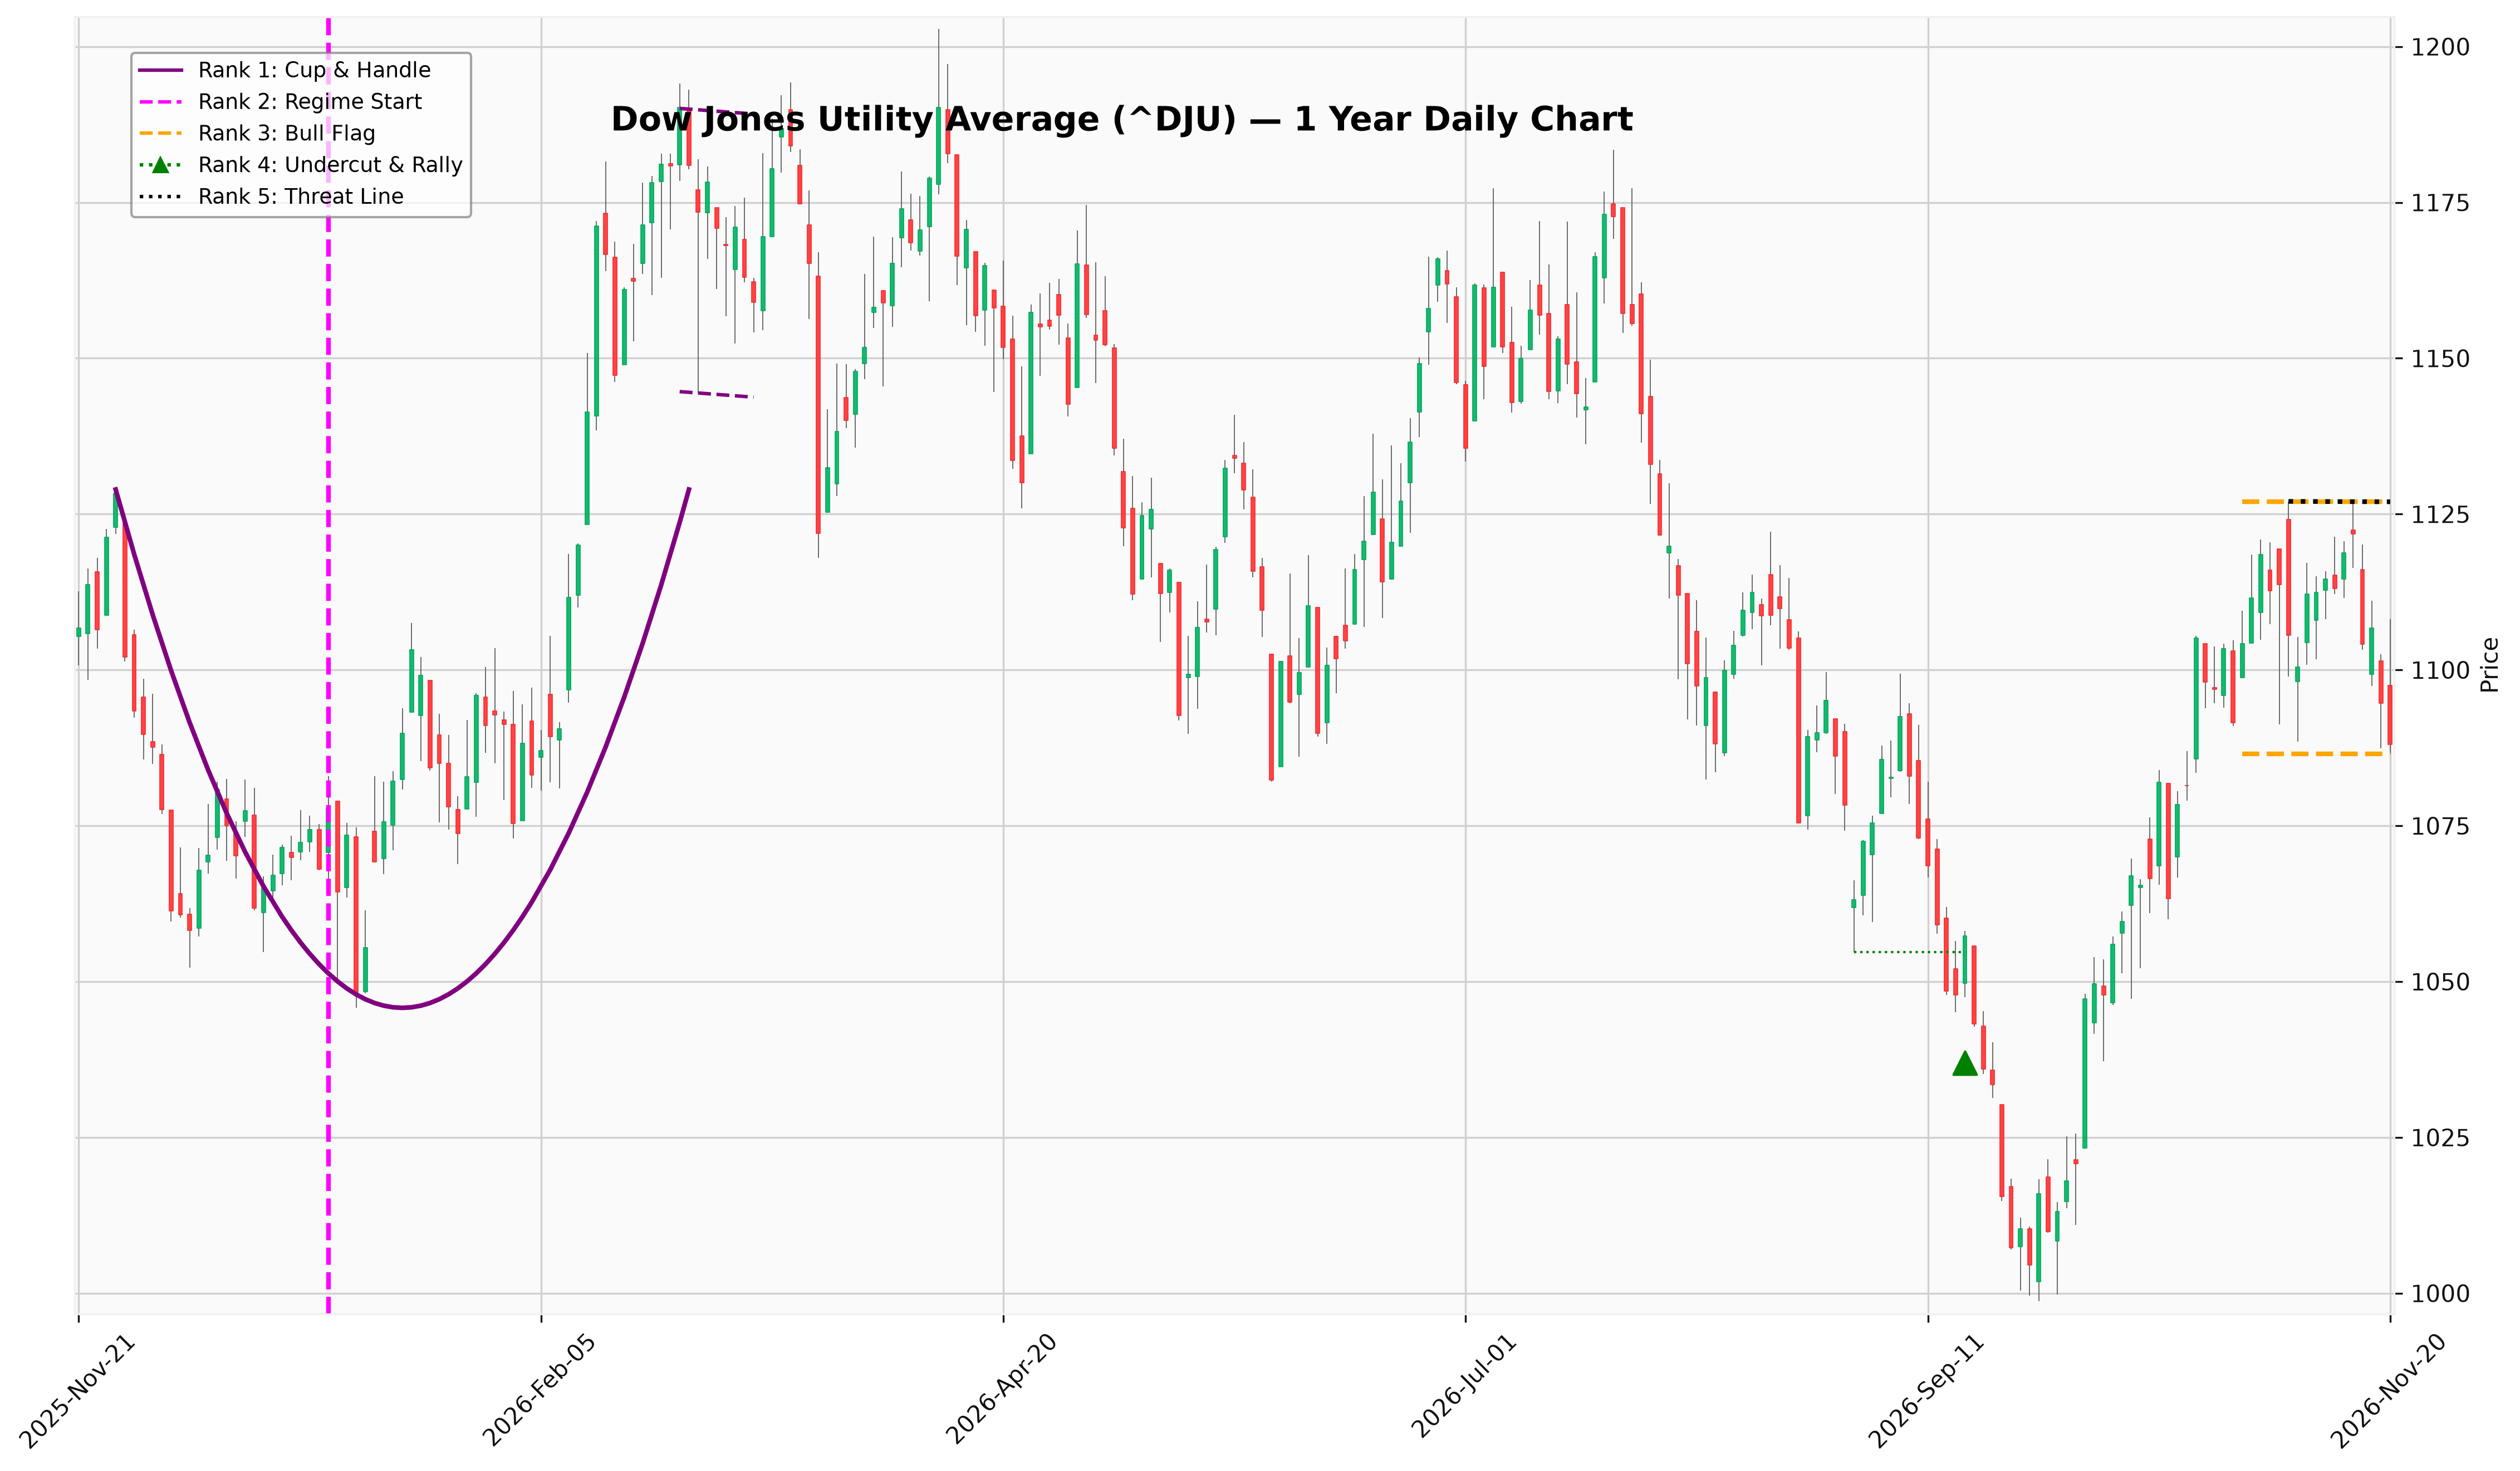 Rank 1: Cup & Handle
Rank 2: Regime Start
Rank 3: Bull Flag
Rank 4: Undercut & Rally
Rank 5: Threat Line
Dow Jones Utility Average (^DJU) — 1 Year Daily Chart
1200
1175
1150
1125
1100
1075
1050
1025
1000
Price
2025-Nov-21
2026-Feb-05
2026-Apr-20
2026-Jul-01
2026-Sep-11
2026-Nov-20